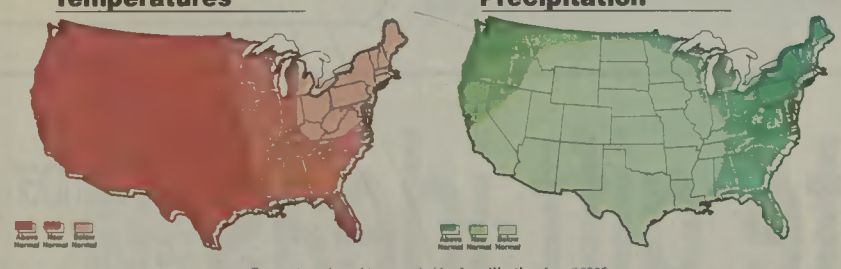 Temperatures
Precipitation
Above Normal
Near Normal
Below Normal
Above Normal
Near Normal
Below Normal